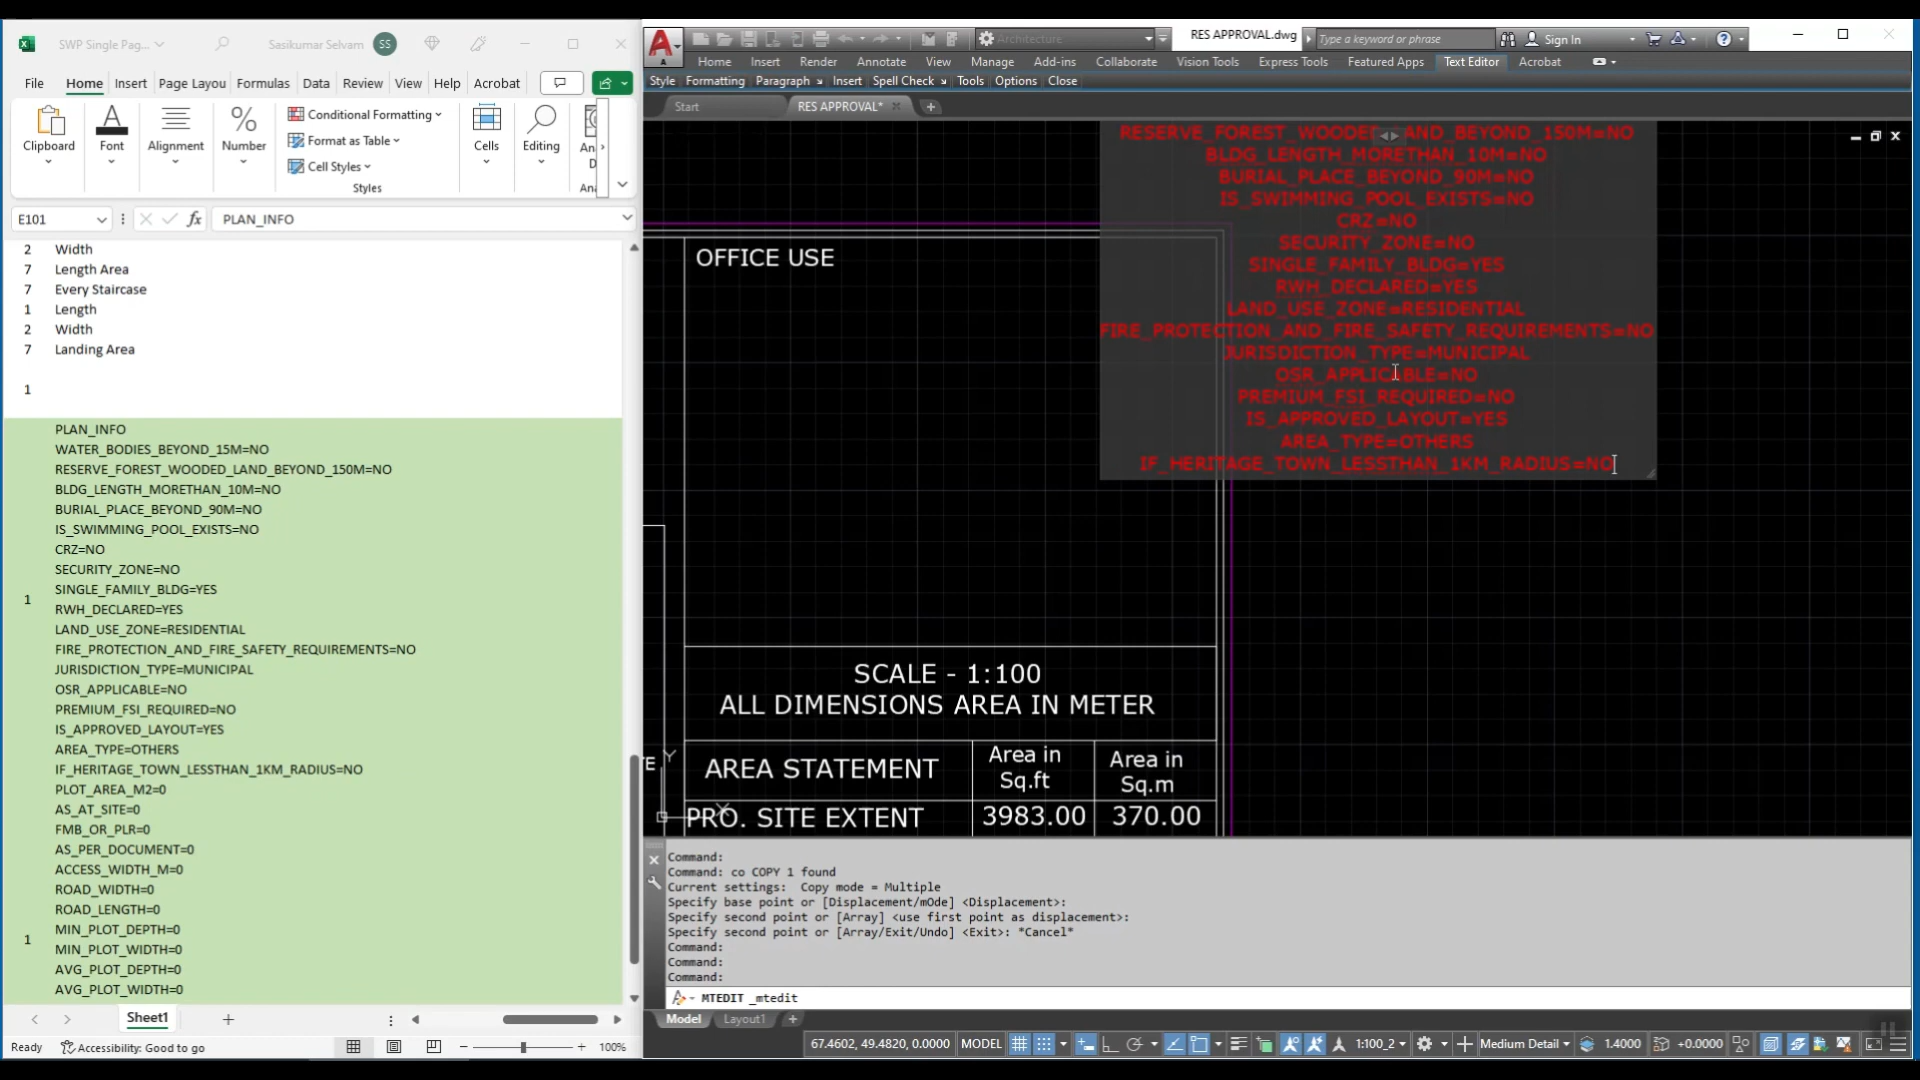 SWP Single Pag...
Sasikumar Selvam
SS
File
Home
Insert
Page Layou
Formulas
Data
Review
View
Help
Acrobat
Clipboard
Font
Alignment
Number
Conditional Formatting
Format as Table
Cell Styles
Styles
Cells
Editing
E101
fx
PLAN_INFO
2 Width
7 Length Area
7 Every Staircase
1 Length
2 Width
7 Landing Area
1
PLAN_INFO
WATER_BODIES_BEYOND_15M=NO
RESERVE_FOREST_WOODED_LAND_BEYOND_150M=NO
BLDG_LENGTH_MORETHAN_10M=NO
BURIAL_PLACE_BEYOND_90M=NO
IS_SWIMMING_POOL_EXISTS=NO
CRZ=NO
SECURITY_ZONE=NO
SINGLE_FAMILY_BLDG=YES
1
RWH_DECLARED=YES
LAND_USE_ZONE=RESIDENTIAL
FIRE_PROTECTION_AND_FIRE_SAFETY_REQUIREMENTS=NO
JURISDICTION_TYPE=MUNICIPAL
OSR_APPLICABLE=NO
PREMIUM_FSI_REQUIRED=NO
IS_APPROVED_LAYOUT=YES
AREA_TYPE=OTHERS
IF_HERITAGE_TOWN_LESSTHAN_1KM_RADIUS=NO
PLOT_AREA_M2=0
AS_AT_SITE=0
FMB_OR_PLR=0
AS_PER_DOCUMENT=0
ACCESS_WIDTH_M=0
ROAD_WIDTH=0
ROAD_LENGTH=0
MIN_PLOT_DEPTH=0
1
MIN_PLOT_WIDTH=0
AVG_PLOT_DEPTH=0
AVG_PLOT_WIDTH=0
Sheet1
Ready
Accessibility: Good to go
100%
Architecture
RES APPROVAL.dwg
Type a keyword or phrase
Sign In
Home
Insert
Render
Annotate
View
Manage
Add-ins
Collaborate
Vision Tools
Express Tools
Featured Apps
Text Editor
Acrobat
Style
Formatting
Paragraph
Insert
Spell Check
Tools
Options
Close
Start
RES APPROVAL*
BLDG_LENGTH_MORETHAN_10M=NO
BURIAL_PLACE_BEYOND_90M=NO
IS_SWIMMING_POOL_EXISTS=NO
CRZ=NO
SECURITY_ZONE=NO
SINGLE_FAMILY_BLDG=YES
RWH_DECLARED=YES
LAND_USE_ZONE=RESIDENTIAL
FIRE_PROTECTION_AND_FIRE_SAFETY_REQUIREMENTS=NO
JURISDICTION_TYPE=MUNICIPAL
OSR_APPLICABLE=NO
PREMIUM_FSI_REQUIRED=NO
IS_APPROVED_LAYOUT=YES
AREA_TYPE=OTHERS
IF_HERITAGE_TOWN_LESSTHAN_1KM_RADIUS=NO
OFFICE USE
SCALE - 1:100
ALL DIMENSIONS AREA IN METER
AREA STATEMENT
Area in
Sq.ft
Area in
Sq.m
PRO. SITE EXTENT
3983.00
370.00
Y
X
Command:
Command: co COPY 1 found
Current settings:  Copy mode = Multiple
Specify base point or [Displacement/mOde] <Displacement>:
Specify second point or [Array] <use first point as displacement>:
Specify second point or [Array/Exit/Undo] <Exit>: *Cancel*
Command:
Command:
Command:
MTEDIT _mtedit
Model
Layout1
67.4602, 49.4820, 0.0000
MODEL
1:100_2
Medium Detail
1.4000
+0.0000